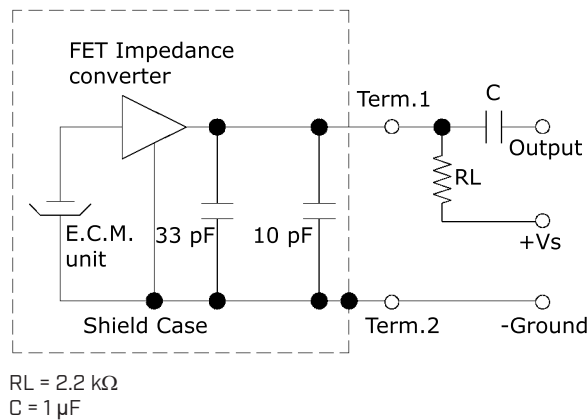 FET Impedance
converter
Term.1
C
Output
RL
+Vs
E.C.M.
unit
33 pF
10 pF
Shield Case
Term.2
-Ground
RL = 2.2 kΩ
C = 1 µF